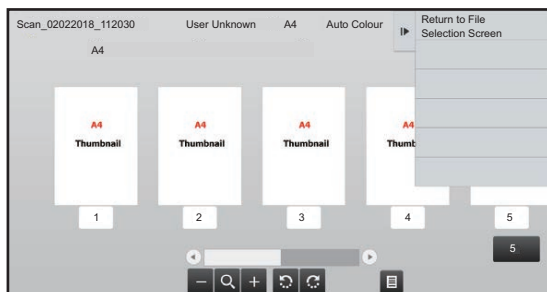 Scan_02022018_112030 User Unknown A4 Auto Colour
Return to File
Selection Screen
A4
A4 A4 A4 A4
Thumbnail Thumbnail Thumbnail Thumb
1 2 3 4 5
5